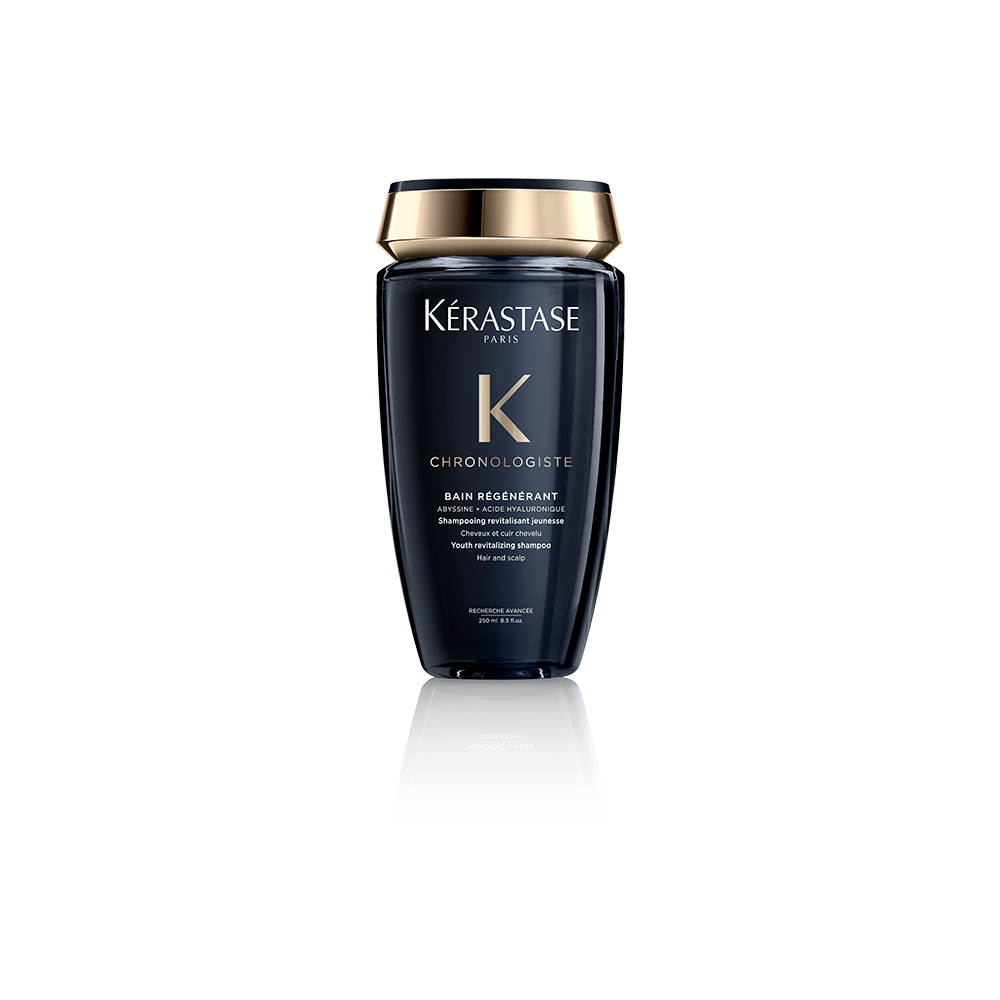 KÉRASTASE
PARIS
K
CHRONOLOGISTE
BAIN RÉGÉNÉRANT
ABYSSINE + ACIDE HYALURONIQUE
Shampooing revitalisant jeunesse
Cheveux et cuir chevelu
Youth revitalizing shampoo
Hair and scalp
RECHERCHE AVANCÉE
250 ml 8.5 fl.oz.